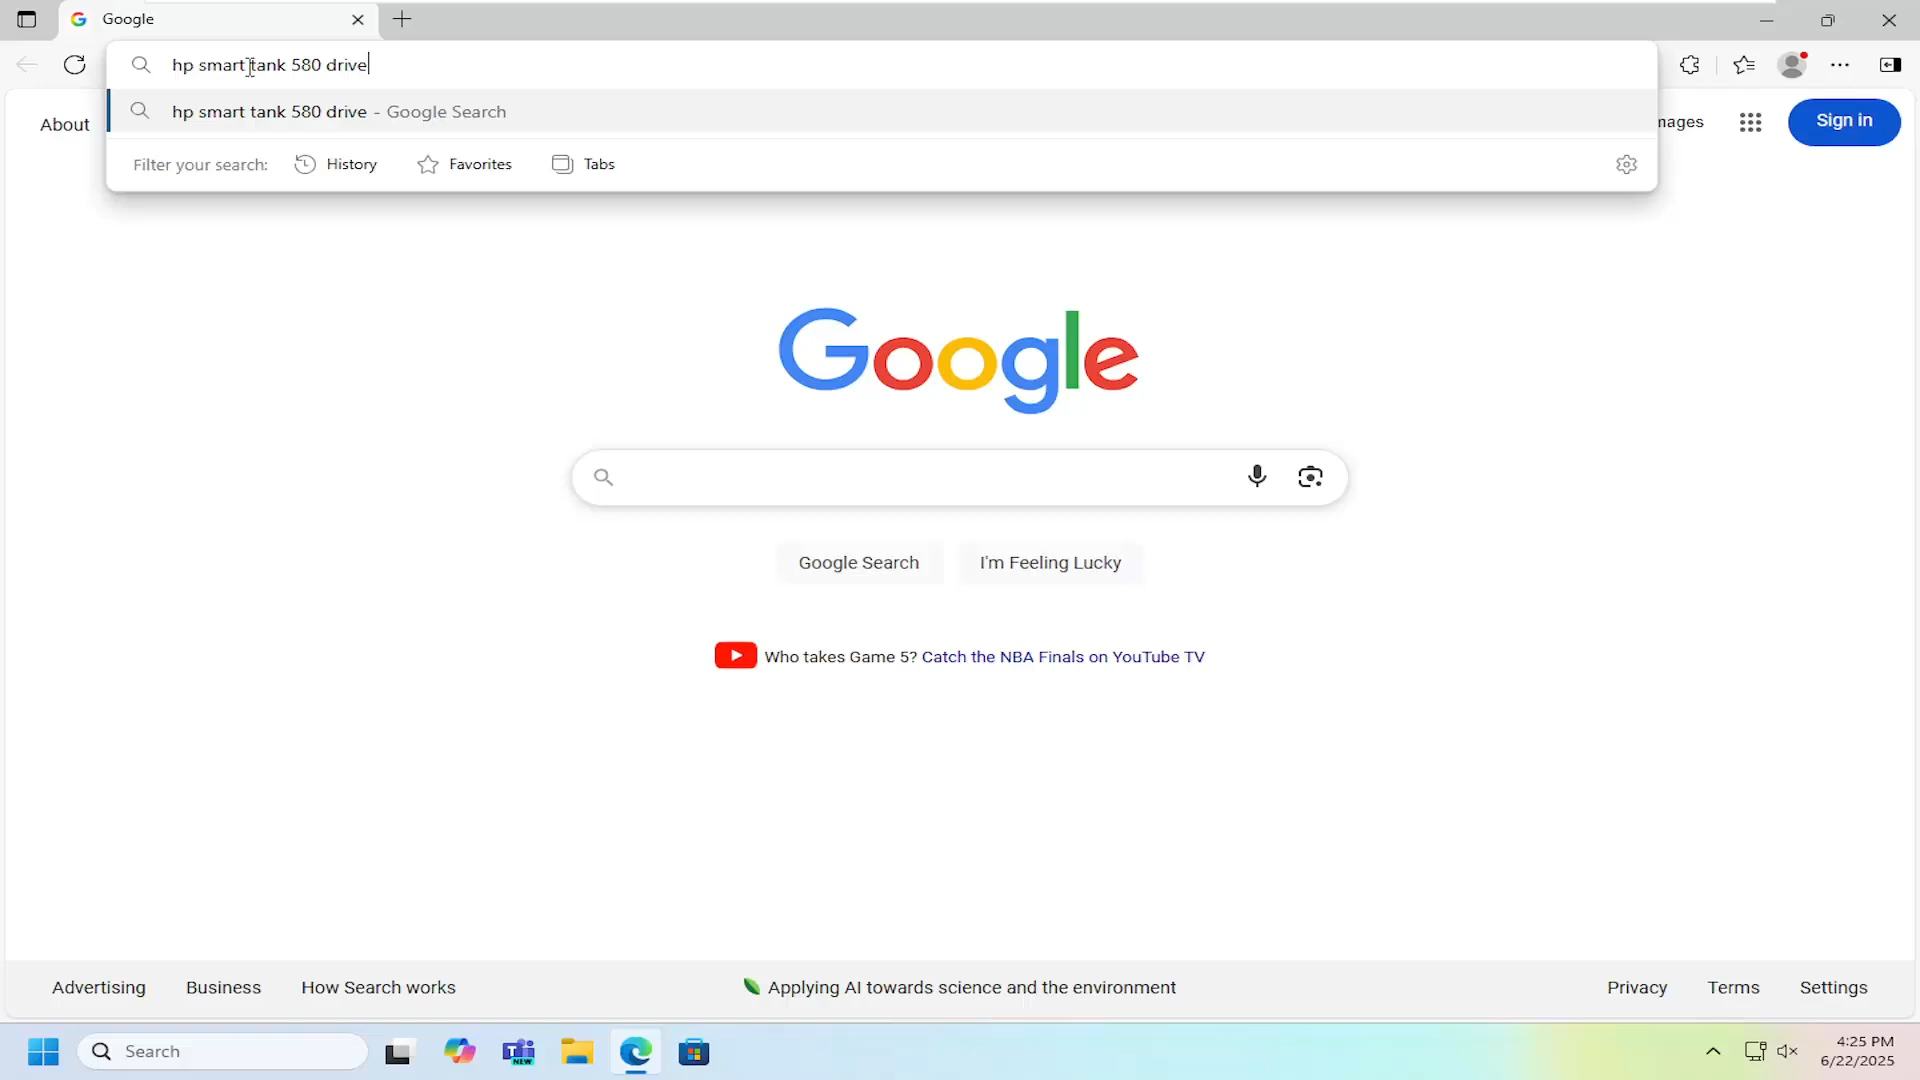 Google
hp smart tank 580 drive
hp smart tank 580 drive - Google Search
Filter your search: History Favorites Tabs
About
mages
Sign in
Google
Google Search
I'm Feeling Lucky
Who takes Game 5? Catch the NBA Finals on YouTube TV
Advertising Business How Search works
Applying AI towards science and the environment
Privacy Terms Settings
Search
NEW
4:25 PM
6/22/2025